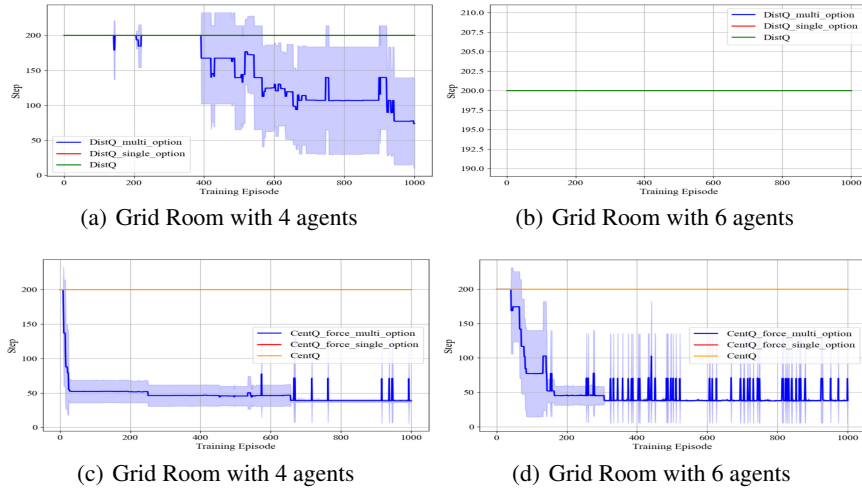 200
150
100
50
0
Step
DistQ_multi_option
DistQ_single_option
DistQ
0 200 400 600 800 1000
Training Episode
(a) Grid Room with 4 agents
210.0
207.5
205.0
202.5
200.0
197.5
195.0
192.5
190.0
Step
DistQ_multi_option
DistQ_single_option
DistQ
0 200 400 600 800 1000
Training Episode
(b) Grid Room with 6 agents
200
150
100
50
0
Step
CentQ_force_multi_option
CentQ_force_single_option
CentQ
0 200 400 600 800 1000
Training Episode
(c) Grid Room with 4 agents
200
150
100
50
0
Step
CentQ_force_multi_option
CentQ_force_single_option
CentQ
0 200 400 600 800 1000
Training Episode
(d) Grid Room with 6 agents